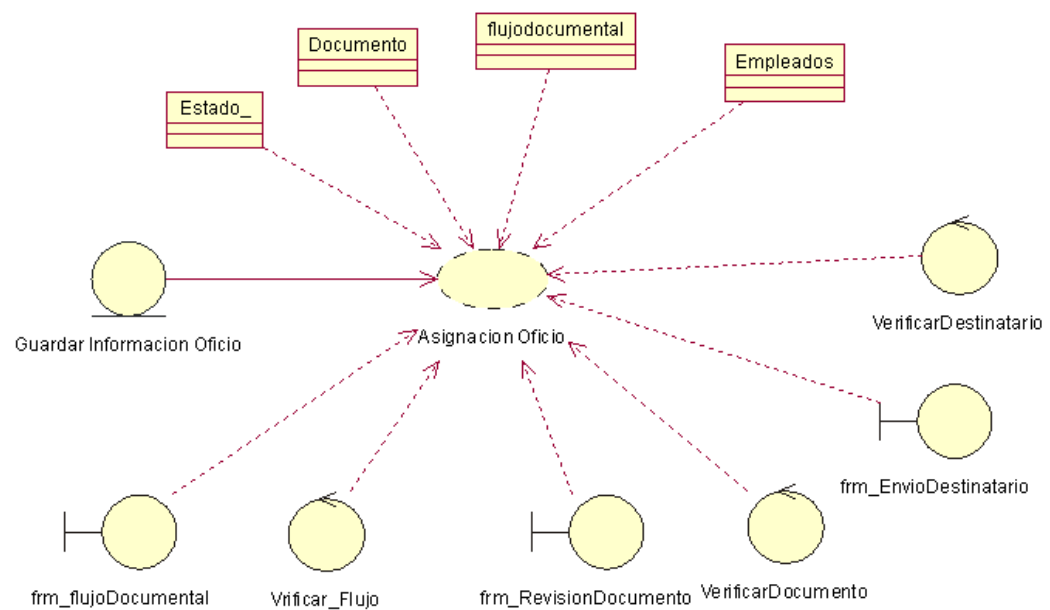 flujodocumental
Documento
Empleados
Estado_
VerificarDestinatario
Asignacion Oficio
Guardar Informacion Oficio
frm_EnvioDestinatario
VerificarDocumento
frm_flujoDocumental
Vrificar_Flujo
frm_RevisionDocumento